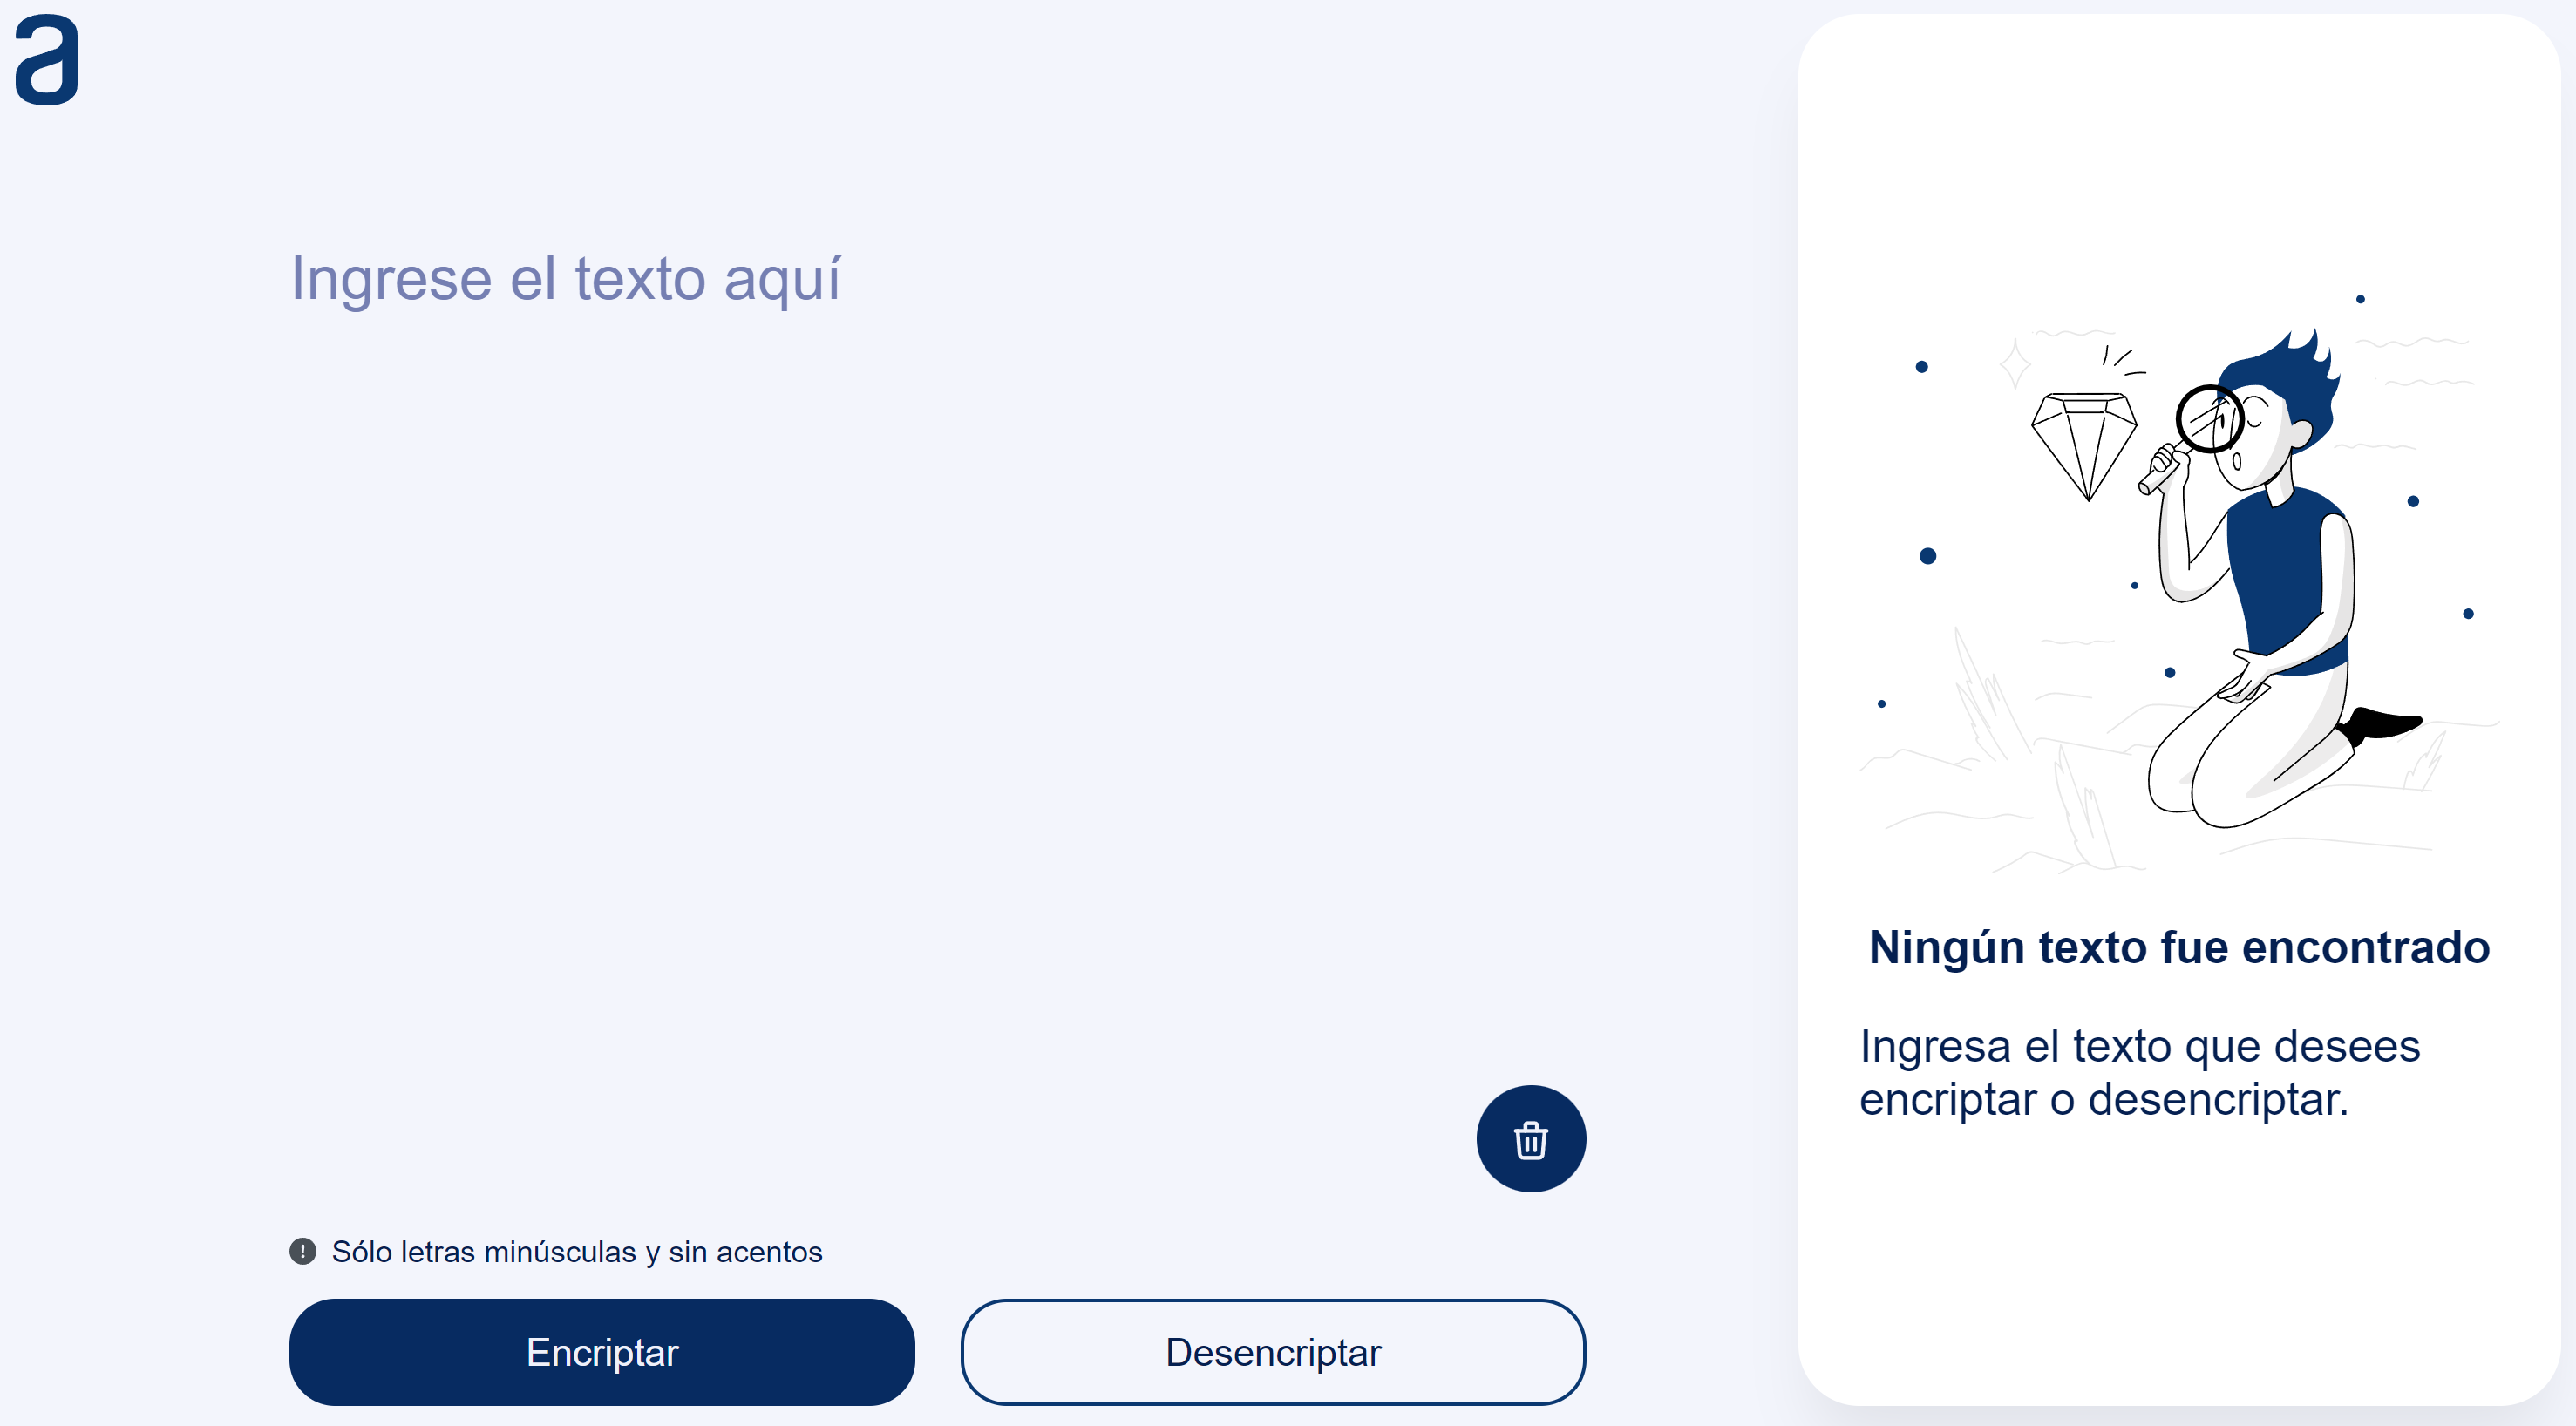 a
Ingrese el texto aquí
Sólo letras minúsculas y sin acentos
Encriptar
Desencriptar
Ningún texto fue encontrado
Ingresa el texto que desees
encriptar o desencriptar.